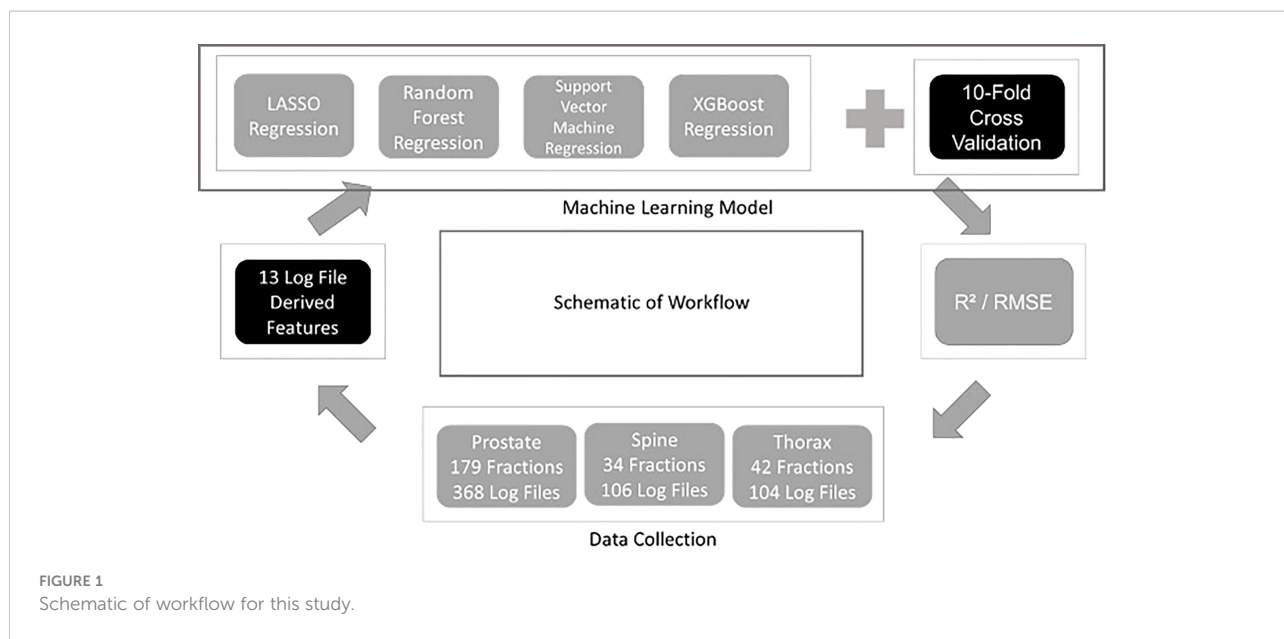 LASSO
Regression
Random
Forest
Regression
Support
Vector
Machine
Regression
XGBoost
Regression
10-Fold
Cross
Validation
Machine Learning Model
13 Log File
Derived
Features
Schematic of Workflow
R² / RMSE
Prostate
179 Fractions
368 Log Files
Spine
34 Fractions
106 Log Files
Thorax
42 Fractions
104 Log Files
Data Collection
FIGURE 1
Schematic of workflow for this study.